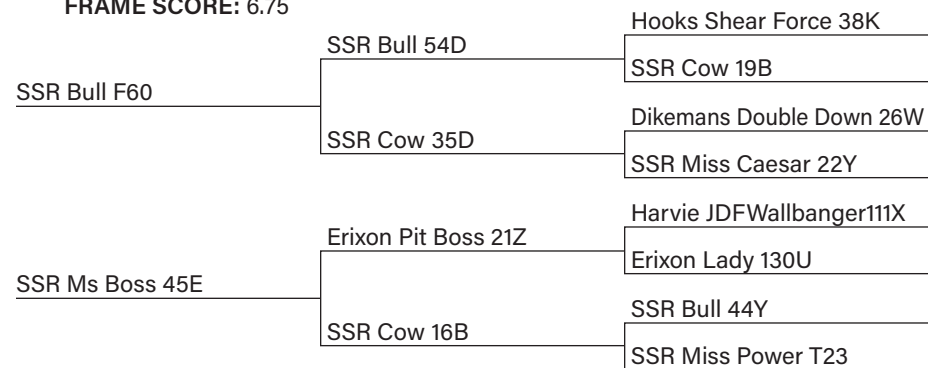 FRAME SCORE: 6.75
Hooks Shear Force 38K
SSR Bull 54D
SSR Cow 19B
SSR Bull F60
Dikemans Double Down 26W
SSR Cow 35D
SSR Miss Caesar 22Y
Harvie JDFWallbanger111X
Erixon Pit Boss 21Z
Erixon Lady 130U
SSR Ms Boss 45E
SSR Bull 44Y
SSR Cow 16B
SSR Miss Power T23